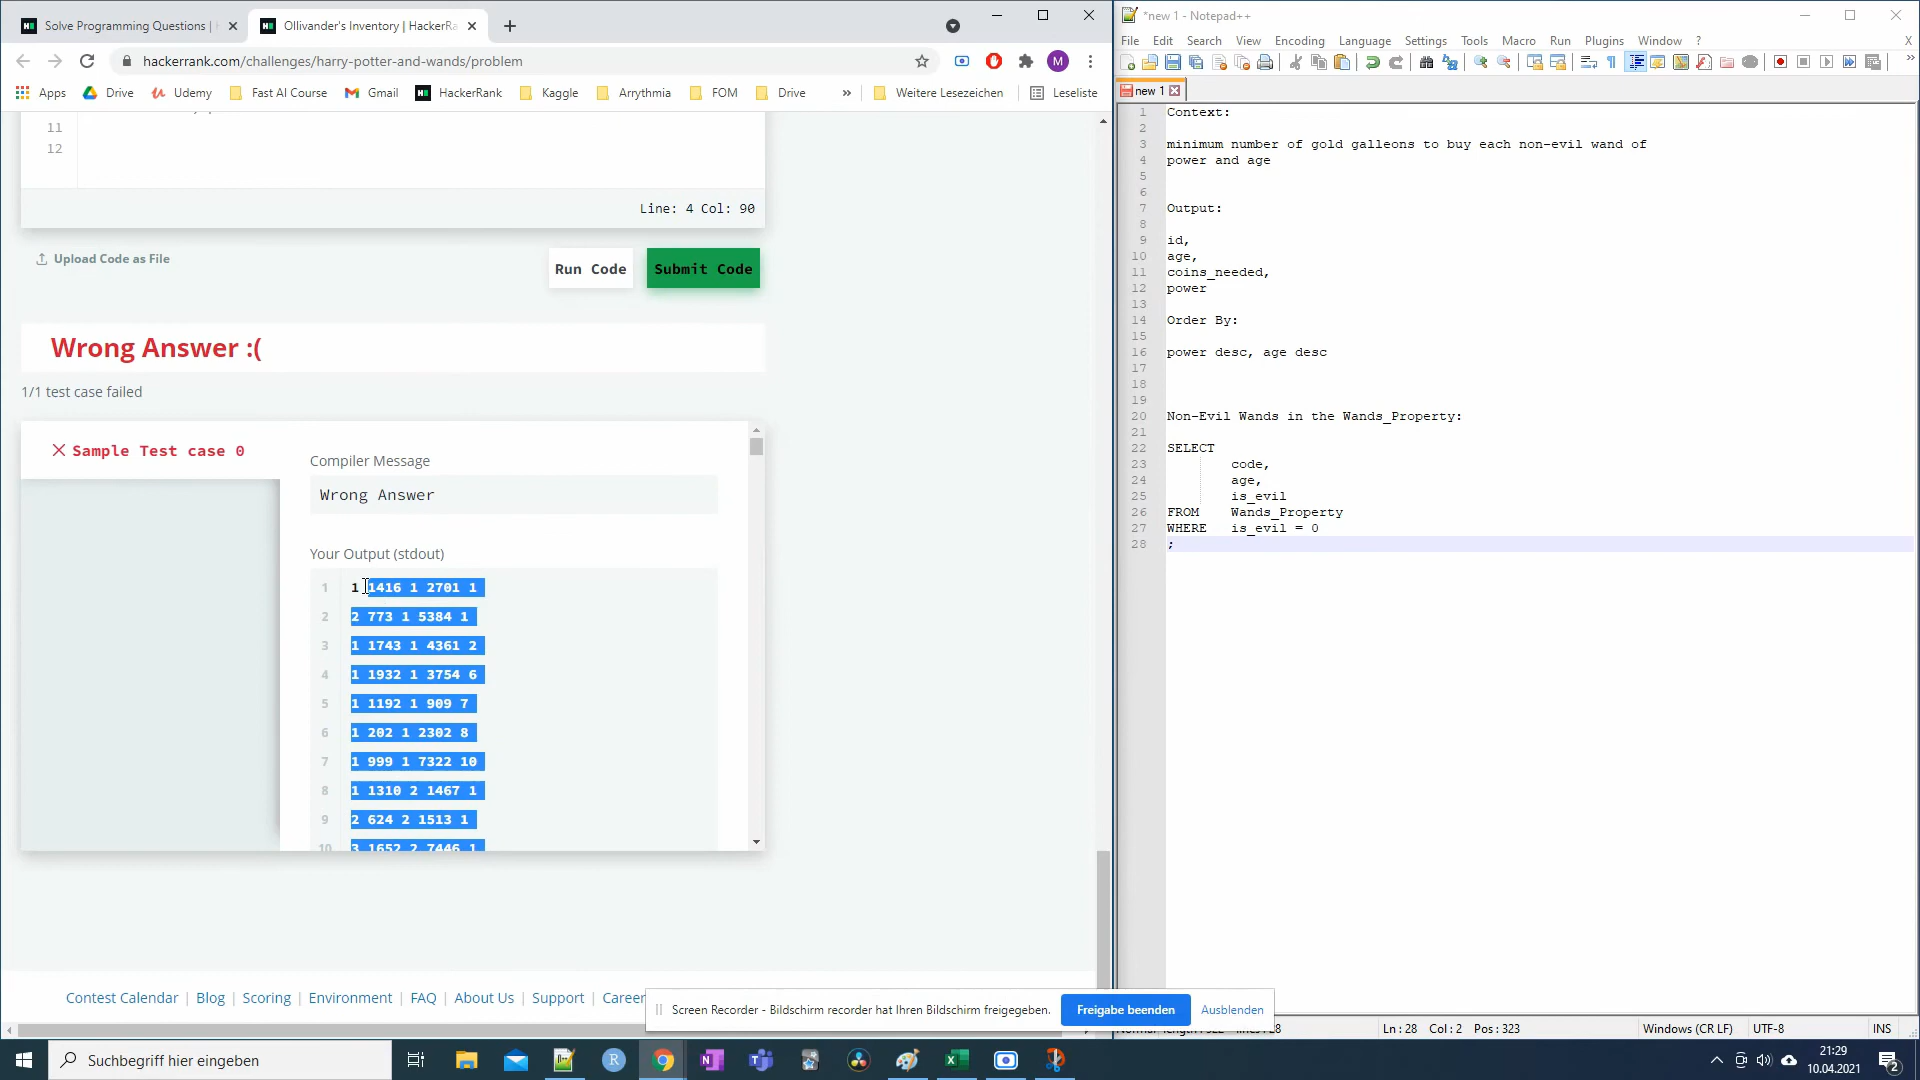 Solve Programming Questions |
Ollivander's Inventory | HackerRa
hackerrank.com/challenges/harry-potter-and-wands/problem
M
Apps
Drive
Udemy
Fast AI Course
Gmail
HackerRank
Kaggle
Arrythmia
FOM
Drive
»
Weitere Lesezeichen
Leseliste
11
12
Line: 4 Col: 90
Upload Code as File
Run Code
Submit Code
Wrong Answer :(
1/1 test case failed
Sample Test case 0
Compiler Message
Wrong Answer
Your Output (stdout)
1 1 1416 1 2701 1
2 2 773 1 5384 1
3 1 1743 1 4361 2
4 1 1932 1 3754 6
5 1 1192 1 909 7
6 1 202 1 2302 8
7 1 999 1 7322 10
8 1 1310 2 1467 1
9 2 624 2 1513 1
10 3 1652 2 7446 1
Contest Calendar | Blog | Scoring | Environment | FAQ | About Us | Support | Career
Screen Recorder - Bildschirm recorder hat Ihren Bildschirm freigegeben.
Freigabe beenden
Ausblenden
*new 1 - Notepad++
File Edit Search View Encoding Language Settings Tools Macro Run Plugins Window ?
X
new 1
1 Context:
2
3 minimum number of gold galleons to buy each non-evil wand of
4 power and age
5
6
7 Output:
8
9 id,
10 age,
11 coins_needed,
12 power
13
14 Order By:
15
16 power desc, age desc
17
18
19
20 Non-Evil Wands in the Wands_Property:
21
22 SELECT
23 code,
24 age,
25 is_evil
26 FROM Wands_Property
27 WHERE is_evil = 0
28 ;
Ln: 28 Col: 2 Pos: 323
Windows (CR LF)
UTF-8
INS
Suchbegriff hier eingeben
21:29
10.04.2021
2